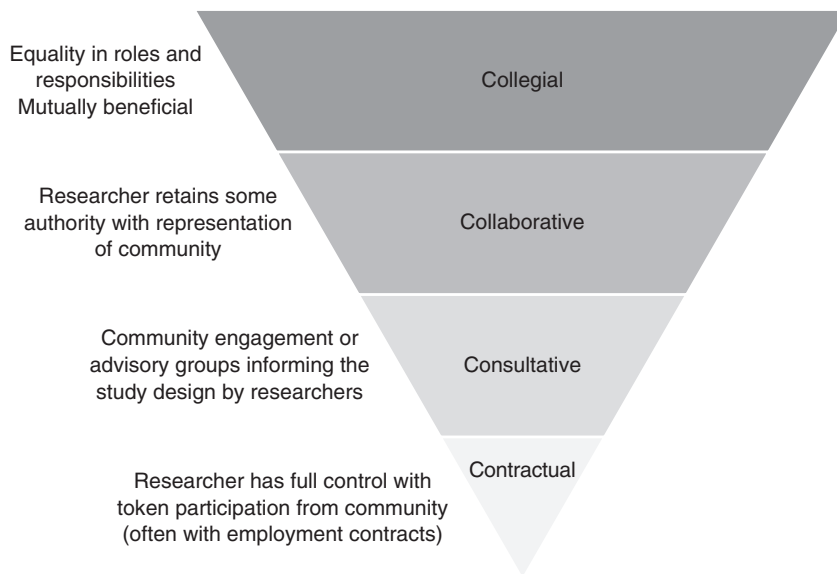 Equality in roles and
responsibilities
Mutually beneficial
Collegial
Researcher retains some
authority with representation
of community
Collaborative
Community engagement or
advisory groups informing the
study design by researchers
Consultative
Researcher has full control with
token participation from community
(often with employment contracts)
Contractual